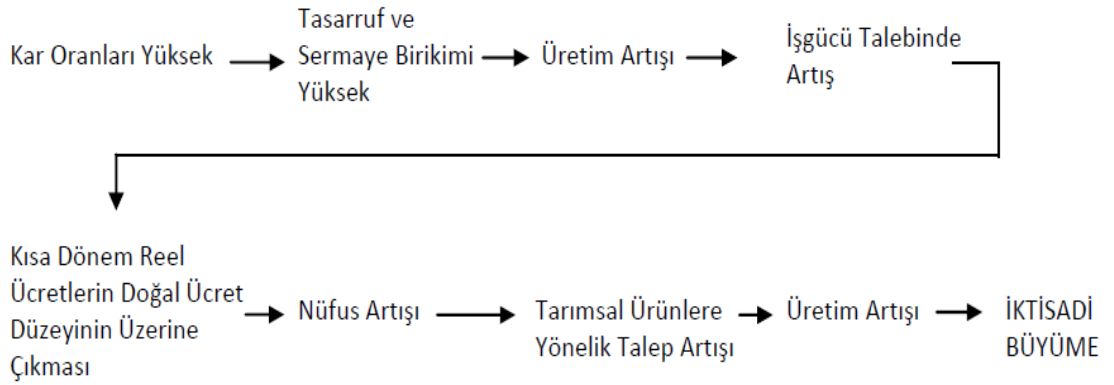 Kar Oranları Yüksek
Tasarruf ve
Sermaye Birikimi
Yüksek
Üretim Artışı
İşgücü Talebinde
Artış
Kısa Dönem Reel
Ücretlerin Doğal Ücret
Düzeyinin Üzerine
Çıkması
Nüfus Artışı
Tarımsal Ürünlere
Yönelik Talep Artışı
Üretim Artışı
İKTİSADİ
BÜYÜME